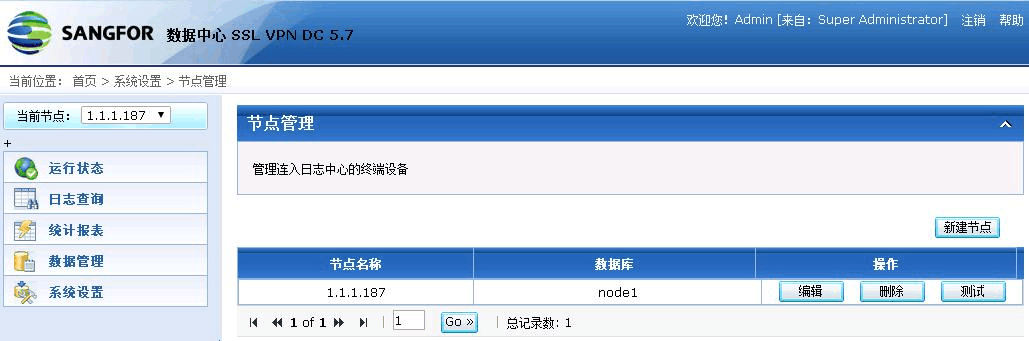 SANGFOR 数据中心 SSL VPN DC 5.7
欢迎您! Admin [来自: Super Administrator] 注销 帮助
当前位置: 首页 > 系统设置 > 节点管理
当前节点: 1.1.1.187
+
运行状态
日志查询
统计报表
数据管理
系统设置
节点管理
管理连入日志中心的终端设备
新建节点
节点名称 数据库 操作
1.1.1.187 node1 编辑 删除 测试
1 of 1 | 1 Go » | 总记录数: 1